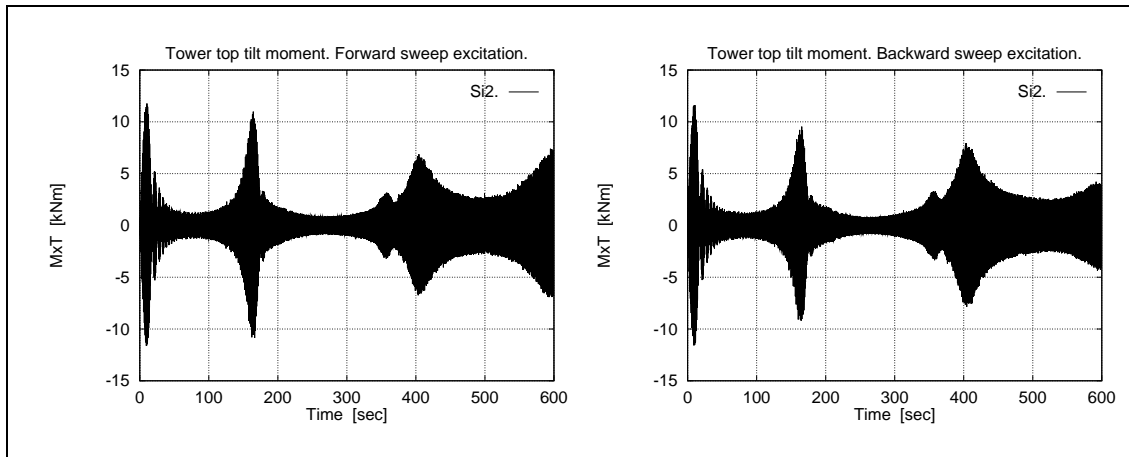 Tower top tilt moment. Forward sweep excitation.
15
10
5
0
-5
-10
-15
MxT [kNm]
Si2.
0 100 200 300 400 500 600
Time [sec]
Tower top tilt moment. Backward sweep excitation.
15
10
5
0
-5
-10
-15
MxT [kNm]
Si2.
0 100 200 300 400 500 600
Time [sec]